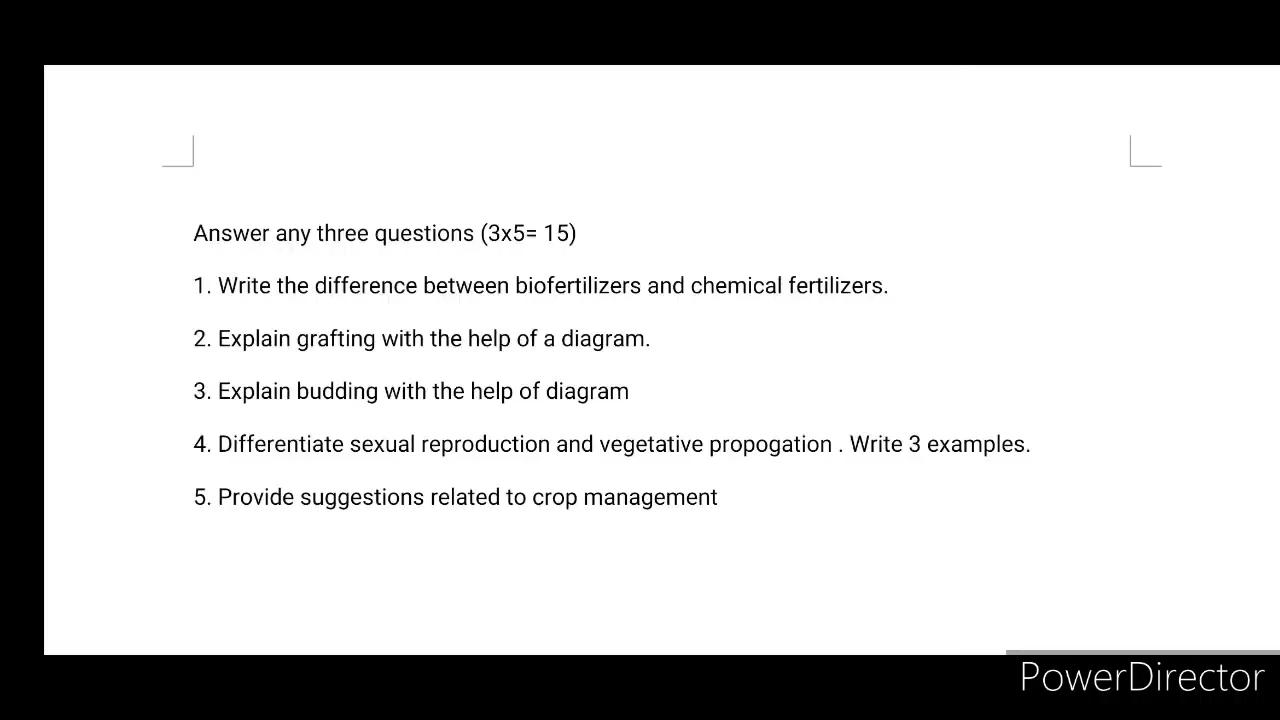 Answer any three questions (3x5= 15)
1. Write the difference between biofertilizers and chemical fertilizers.
2. Explain grafting with the help of a diagram.
3. Explain budding with the help of diagram
4. Differentiate sexual reproduction and vegetative propogation . Write 3 examples.
5. Provide suggestions related to crop management
PowerDirector